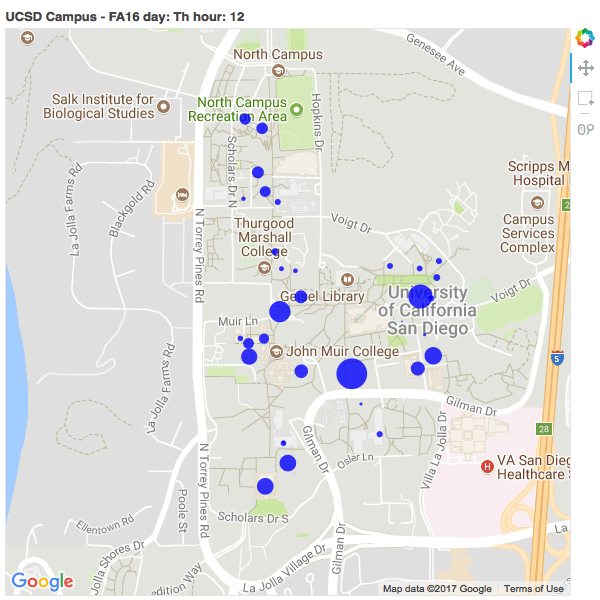 UCSD Campus - FA16 day: Th hour: 12
Genesee Ave
North Campus
Salk Institute for
Biological Studies
North Campus
Recreation Area
Hopkins Dr
Scholars Dr N
Scripps M
Hospital
La Jolla Farms Rd
Blackgold Rd
N Torrey Pines Rd
Voigt Dr
Campus
Services
Complex
Thurgood
Marshall
College
Geisel Library
University
of California
San Diego
Voigt Dr
Muir Ln
John Muir College
5
La Jolla Farms Rd
Gilman Dr
28
Gilman Dr
Villa La Jolla Dr
Osler Ln
VA San Dieg
Healthcare S
N Torrey Pines Rd
Poole St
Ellentown Rd
Scholars Dr S
La Jolla Shores Dr
Gilman Dr
La
La Jolla Village Dr
edition Way
Google
Map data ©2017 Google
Terms of Use